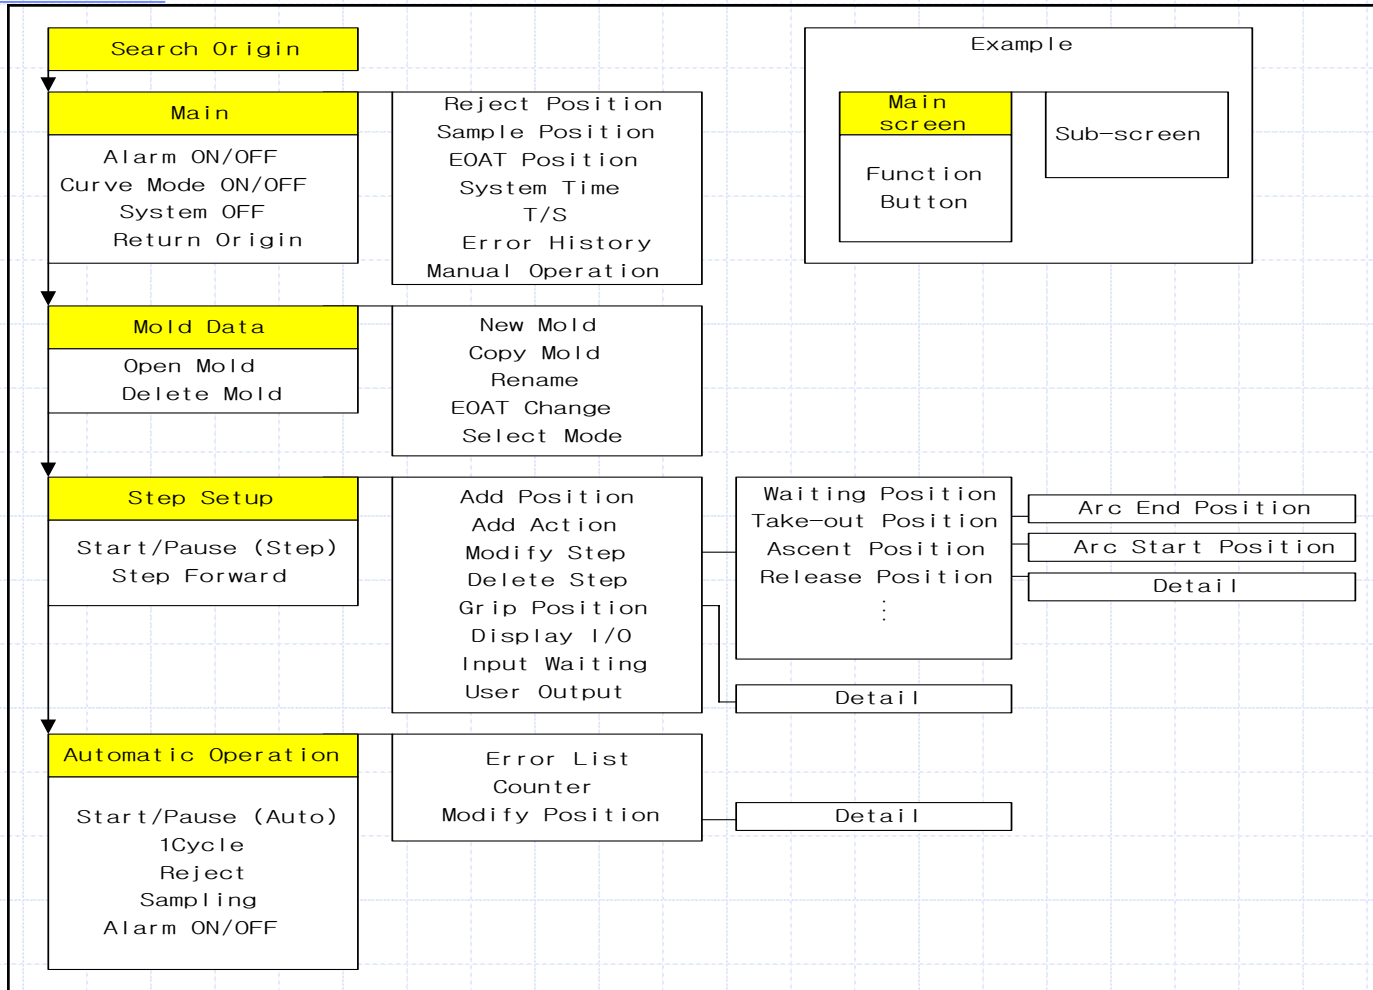 Search Origin
Main
Alarm ON/OFF
Curve Mode ON/OFF
System OFF
Return Origin
Reject Position
Sample Position
EOAT Position
System Time
T/S
Error History
Manual Operation
Example
Main
screen
Function
Button
Sub-screen
Mold Data
Open Mold
Delete Mold
New Mold
Copy Mold
Rename
EOAT Change
Select Mode
Step Setup
Start/Pause (Step)
Step Forward
Add Position
Add Action
Modify Step
Delete Step
Grip Position
Display I/O
Input Waiting
User Output
Waiting Position
Take-out Position
Ascent Position
Release Position
⋮
Arc End Position
Arc Start Position
Detail
Detail
Automatic Operation
Start/Pause (Auto)
1Cycle
Reject
Sampling
Alarm ON/OFF
Error List
Counter
Modify Position
Detail